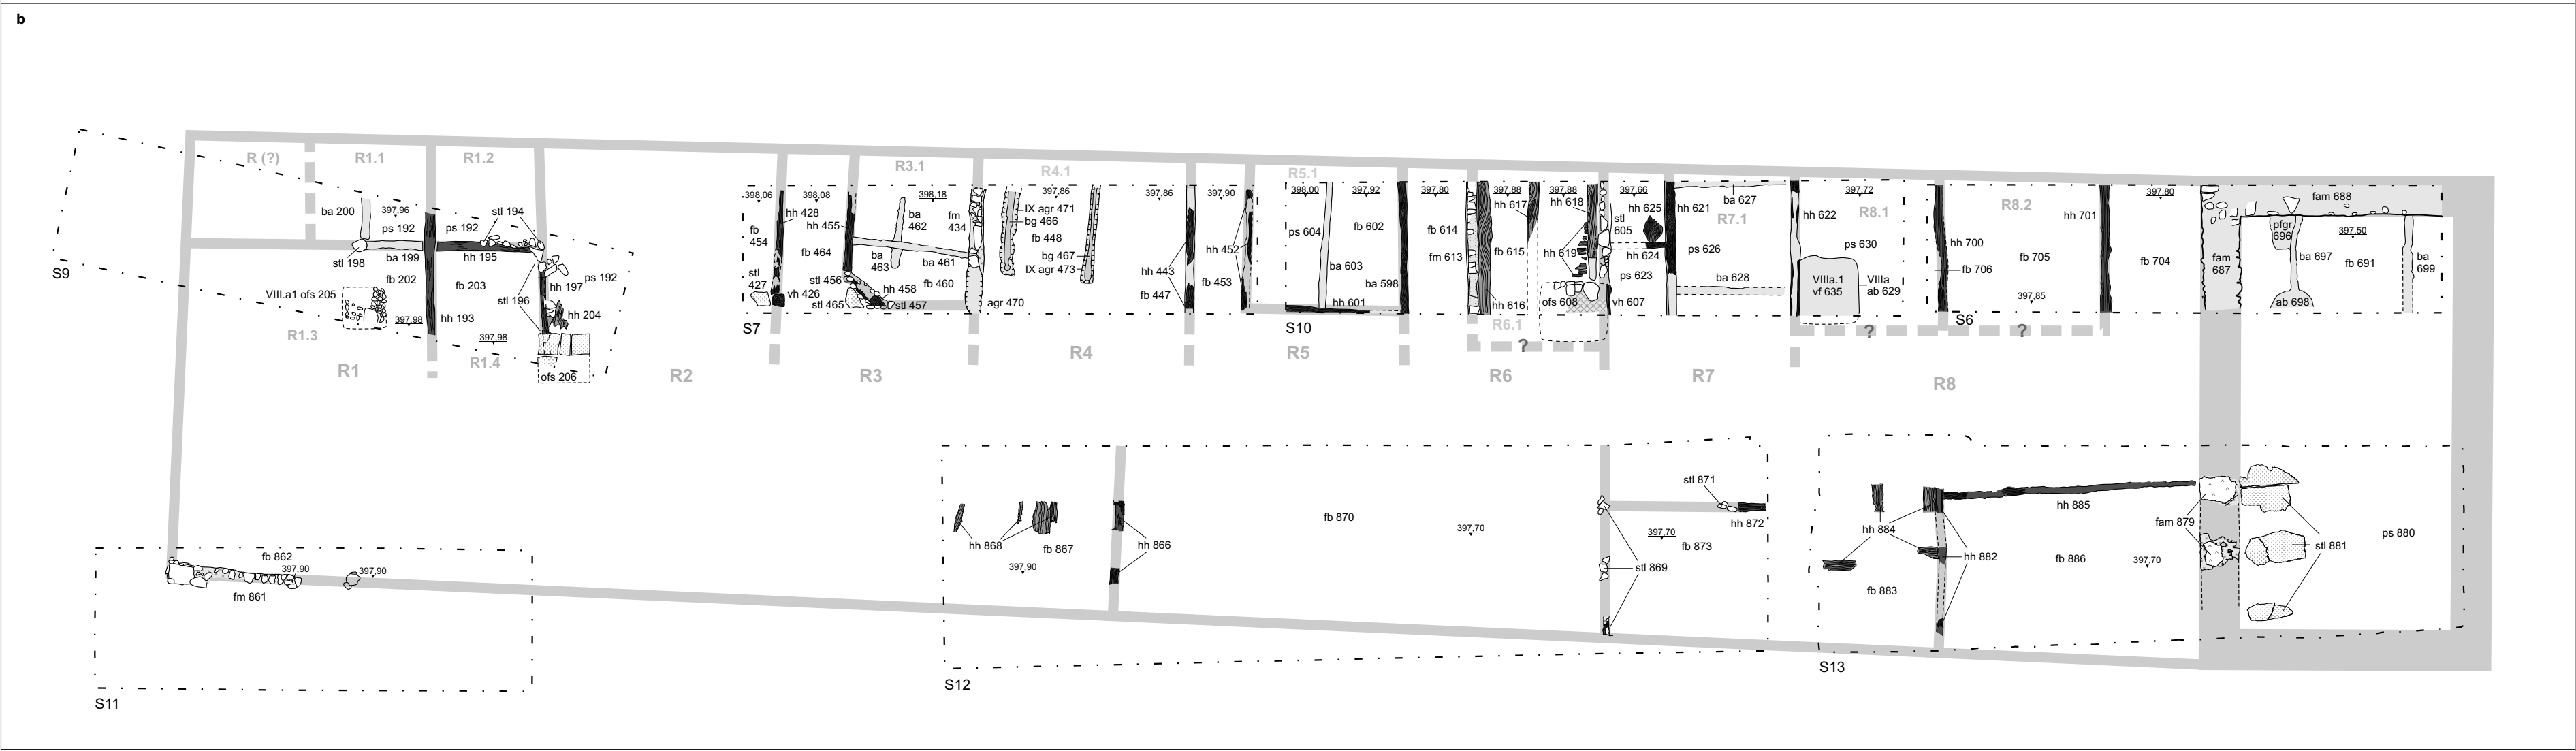 b
R (?)
R1.1
R1.2
R3.1
R4.1
R5.1
398.06
398.08
398.18
397.86
397.86
397.90
398.00
397.92
397.80
397.88
397.88
397.66
397.72
397.80
ba 200
397.96
stl 194
ps 192
ps 192
stl 198
ba 199
hh 195
ps 192
fb 202
fb 203
stl 196
hh 197
VIII.a1 ofs 205
397.98
hh 193
hh 204
R1.3
397.98
R1.4
R1
ofs 206
S9
R2
hh 428
hh 455
fb
454
fb 464
ba
462
fm
434
IX agr 471
bg 466
fb 448
ba
463
ba 461
bg 467
IX agr 473
stl
427
stl 456
hh 458
fb 460
vh 426
stl 465
stl 457
agr 470
hh 443
fb 447
hh 452
fb 453
S7
R3
R4
ps 604
fb 602
ba 603
ba 598
hh 601
S10
R5
fb 614
fm 613
hh 617
hh 618
fb 615
hh 619
hh 616
ofs 608
R6.1
?
R6
stl
605
hh 625
hh 621
ba 627
R7.1
hh 624
ps 626
ps 623
ba 628
vh 607
R7
hh 622
R8.1
ps 630
VIIIa.1
vf 635
VIIIa
ab 629
?
hh 700
fb 706
S6
R8.2
hh 701
fb 705
397.85
?
R8
fb 704
fam
687
fam 688
pfgr
696
397.50
ba 697
fb 691
ba
699
ab 698
fb 862
397.90
397.90
fm 861
S11
hh 868
fb 867
397.90
hh 866
fb 870
397.70
stl 871
hh 872
397.70
fb 873
stl 869
S12
hh 884
hh 885
hh 882
fb 883
fb 886
397.70
fam 879
stl 881
ps 880
S13